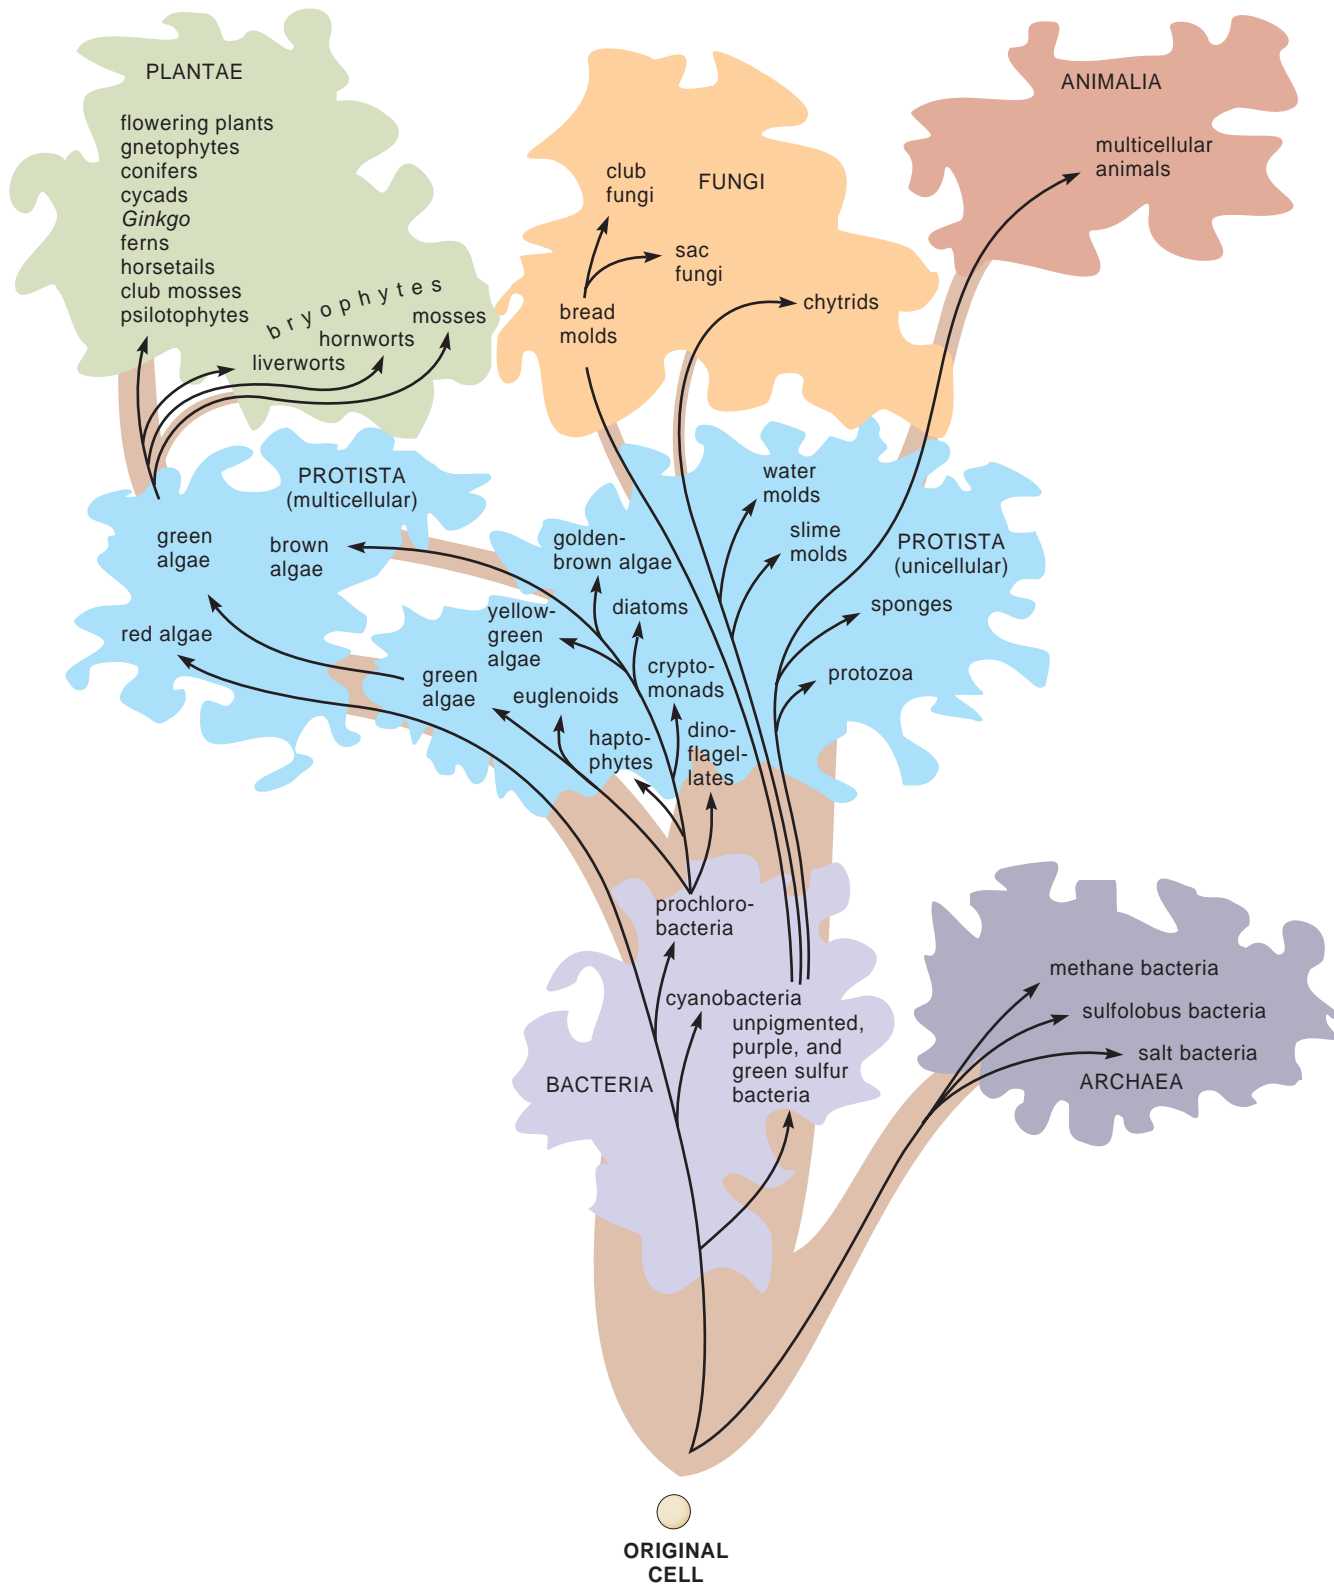 PLANTAE
flowering plants
gnetophytes
conifers
cycads
Ginkgo
ferns
horsetails
club mosses
psilotophytes
bryophytes
mosses
hornworts
liverworts
FUNGI
club
fungi
sac
fungi
bread
molds
chytrids
ANIMALIA
multicellular
animals
PROTISTA
(multicellular)
green
algae
brown
algae
red algae
golden-
brown algae
yellow-
green
algae
diatoms
green
algae
euglenoids
crypto-
monads
hapto-
phytes
dino-
flagel-
lates
water
molds
slime
molds
PROTISTA
(unicellular)
sponges
protozoa
prochloro-
bacteria
cyanobacteria
unpigmented,
purple, and
green sulfur
bacteria
BACTERIA
methane bacteria
sulfolobus bacteria
salt bacteria
ARCHAEA
ORIGINAL
CELL